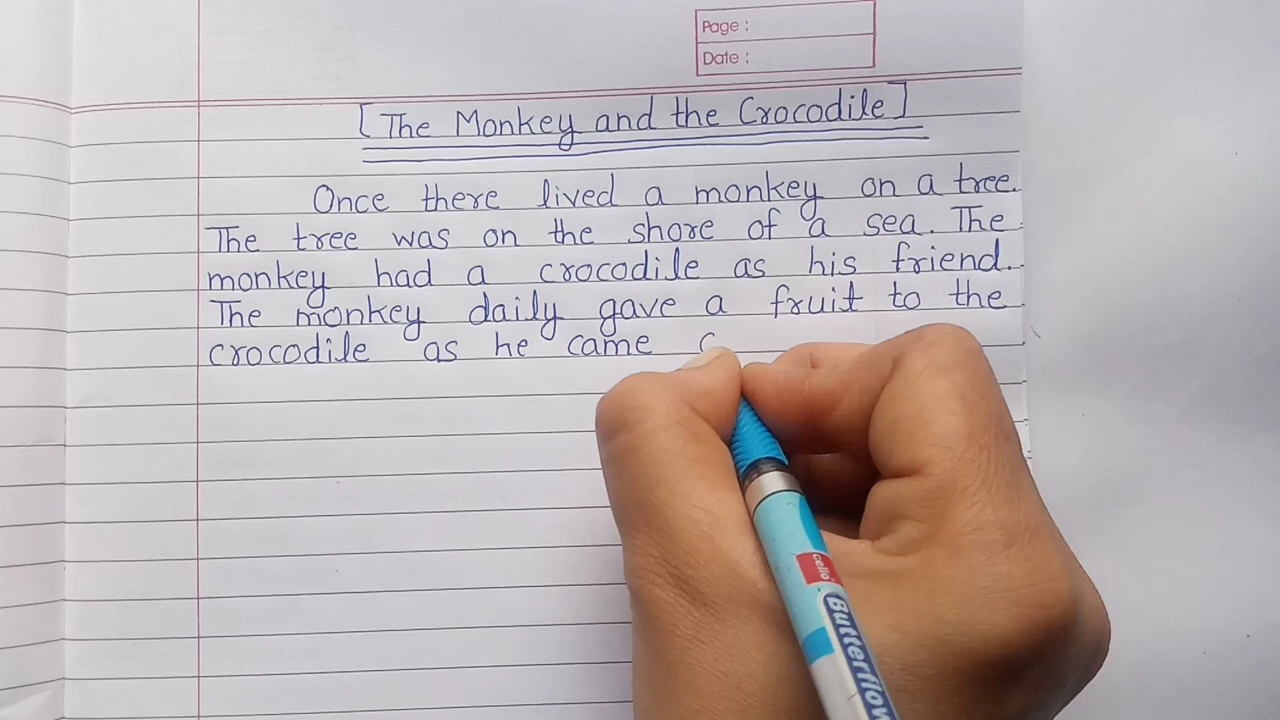 Page :
Date :
[The Monkey and the Crocodile]
Once there lived a monkey on a tree.
The tree was on the shore of a sea. The
monkey had a crocodile as his friend.
The monkey daily gave a fruit to the
crocodile as he came
cello
Butterflow